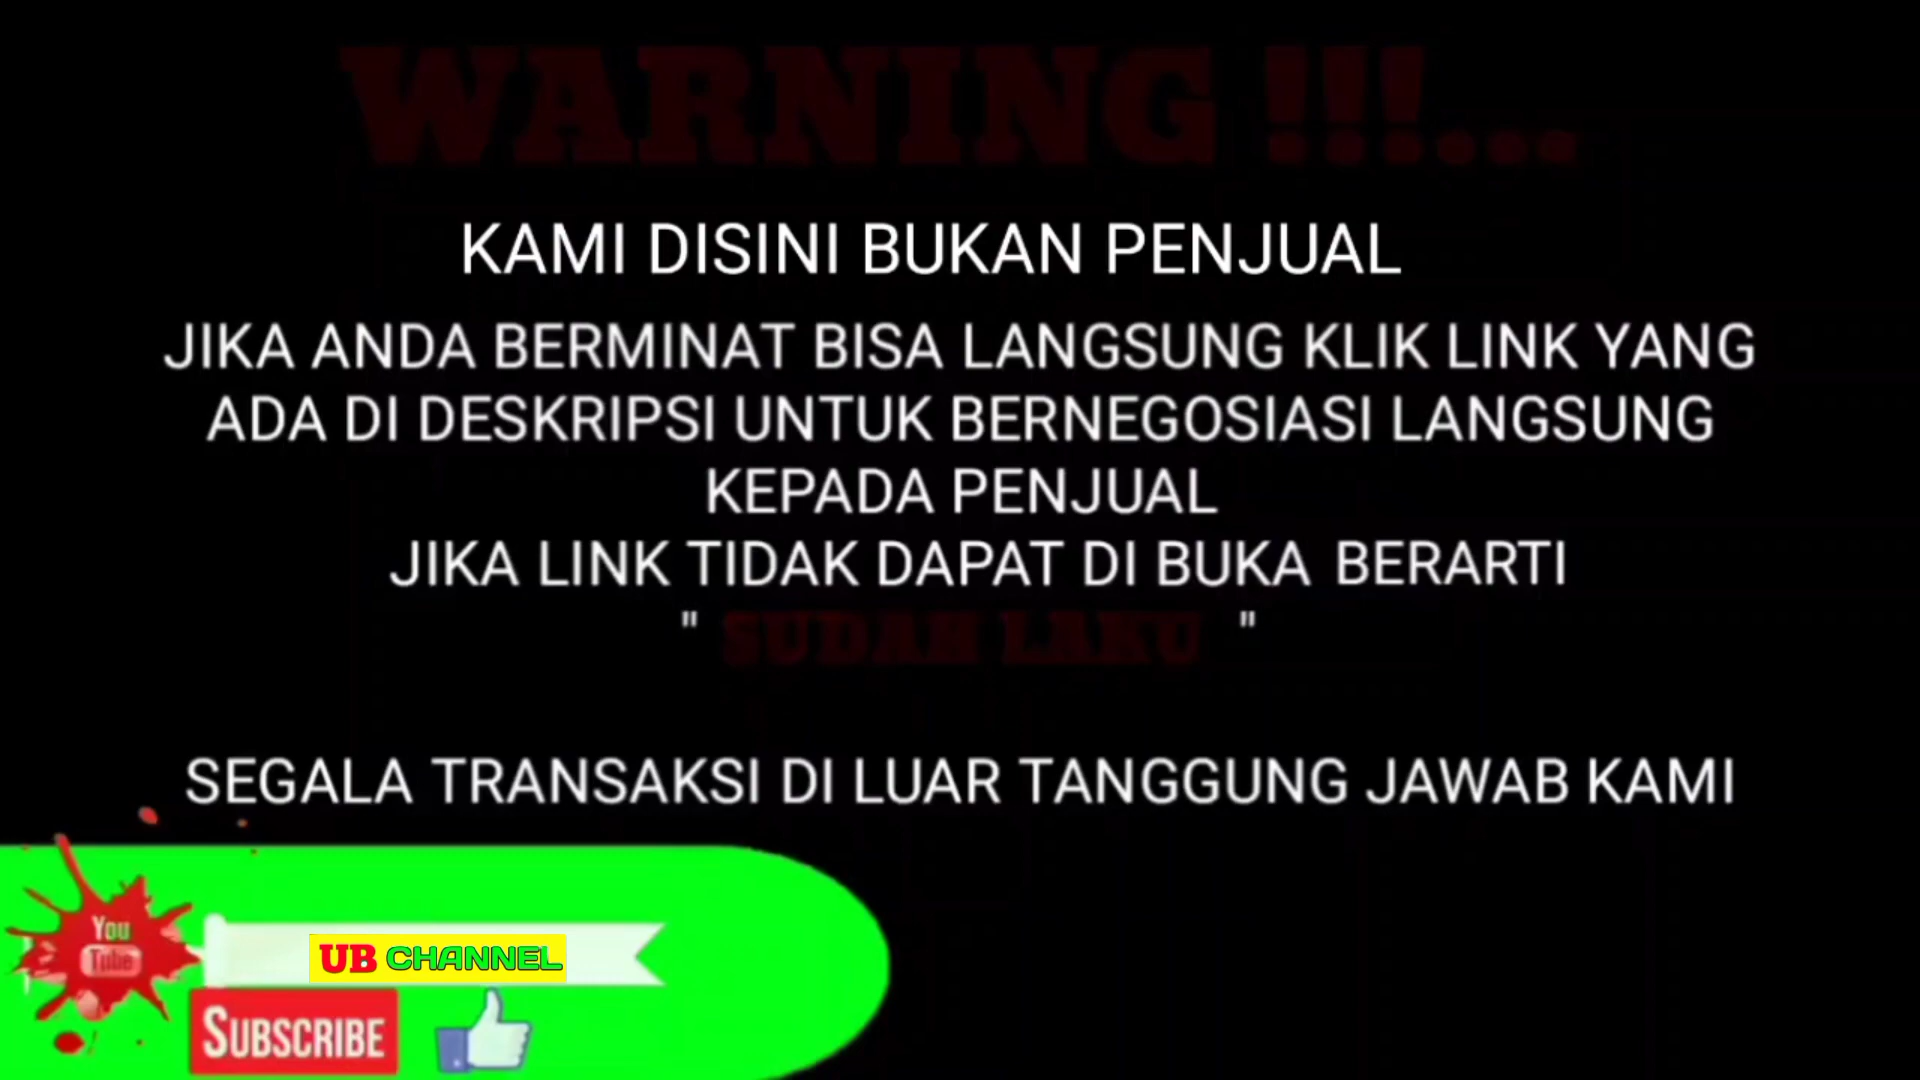 WARNING !!!...
KAMI DISINI BUKAN PENJUAL
JIKA ANDA BERMINAT BISA LANGSUNG KLIK LINK YANG
ADA DI DESKRIPSI UNTUK BERNEGOSIASI LANGSUNG
KEPADA PENJUAL
JIKA LINK TIDAK DAPAT DI BUKA BERARTI
" SUDAH LAKU "
SEGALA TRANSAKSI DI LUAR TANGGUNG JAWAB KAMI
You
Tube
UB CHANNEL
SUBSCRIBE